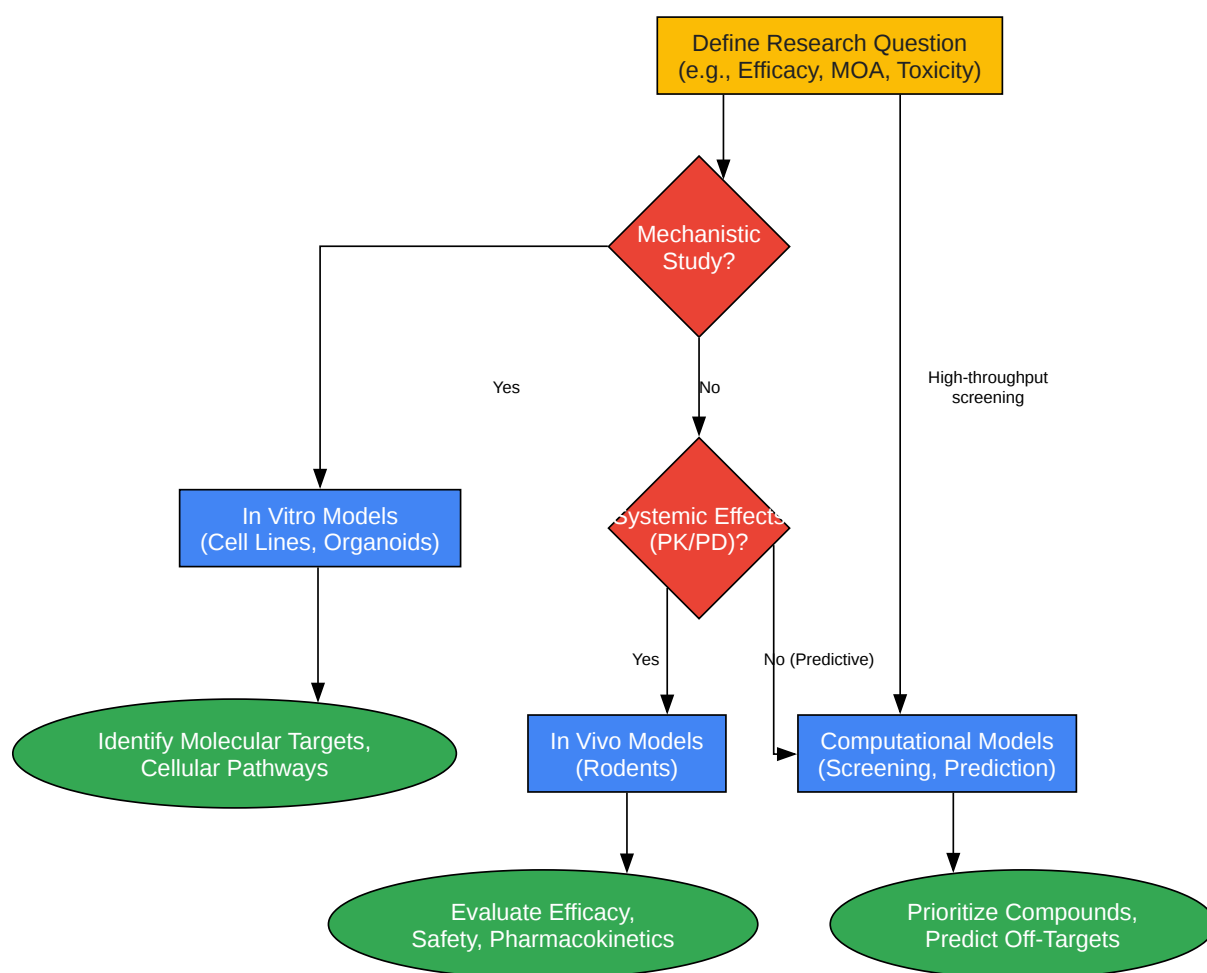 Define Research Question
(e.g., Efficacy, MOA, Toxicity)
Mechanistic
Study?
Yes
No
High-throughput
screening
In Vitro Models
(Cell Lines, Organoids)
Systemic Effects
(PK/PD)?
Yes
No (Predictive)
Identify Molecular Targets,
Cellular Pathways
In Vivo Models
(Rodents)
Computational Models
(Screening, Prediction)
Evaluate Efficacy,
Safety, Pharmacokinetics
Prioritize Compounds,
Predict Off-Targets